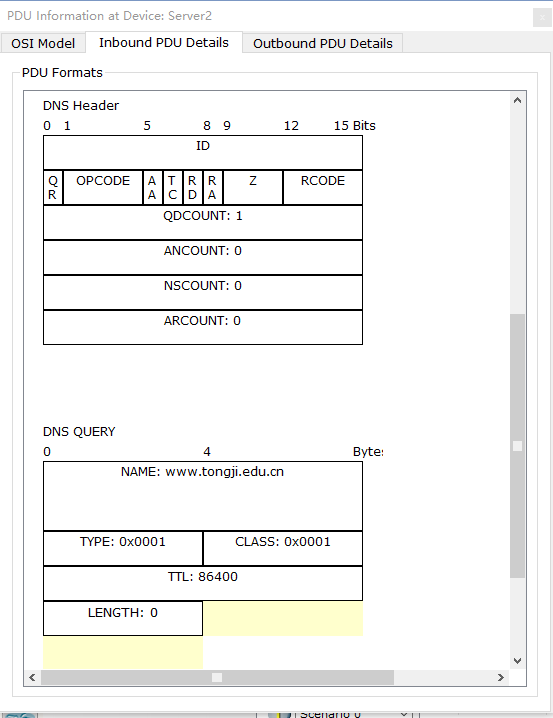 PDU Information at Device: Server2
x
OSI Model Inbound PDU Details Outbound PDU Details
PDU Formats
DNS Header
0 1 5 8 9 12 15 Bits
ID
QR OPCODE AA TC RD RA Z RCODE
QDCOUNT: 1
ANCOUNT: 0
NSCOUNT: 0
ARCOUNT: 0
DNS QUERY
0 4 Bytes
NAME: www.tongji.edu.cn
TYPE: 0x0001 CLASS: 0x0001
TTL: 86400
LENGTH: 0
Scenario 0